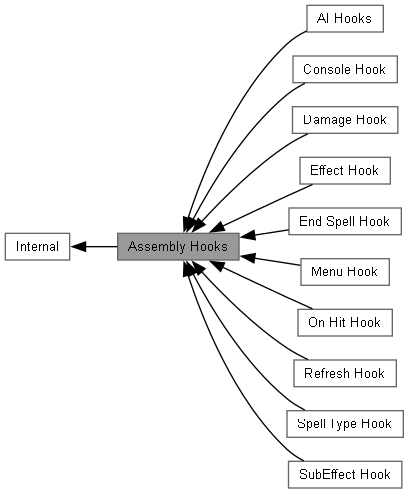 AI Hooks
Console Hook
Damage Hook
Effect Hook
End Spell Hook
Internal
Assembly Hooks
Menu Hook
On Hit Hook
Refresh Hook
Spell Type Hook
SubEffect Hook